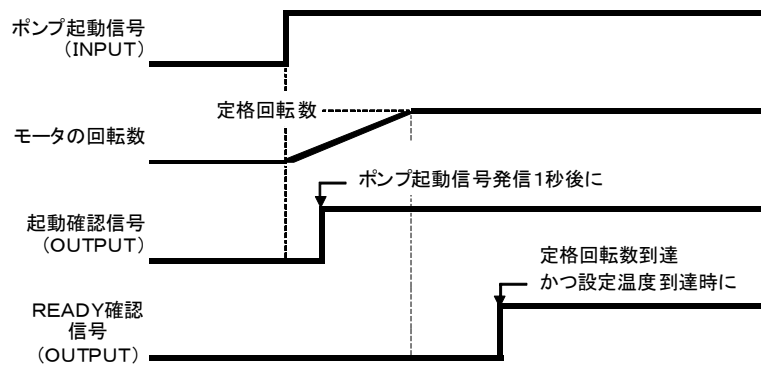 ポンプ起動信号
(INPUT)
定格回転数
モータの回転数
ポンプ起動信号発信1秒後に
起動確認信号
(OUTPUT)
定格回転数到達
かつ設定温度到達時に
READY確認
信号
(OUTPUT)